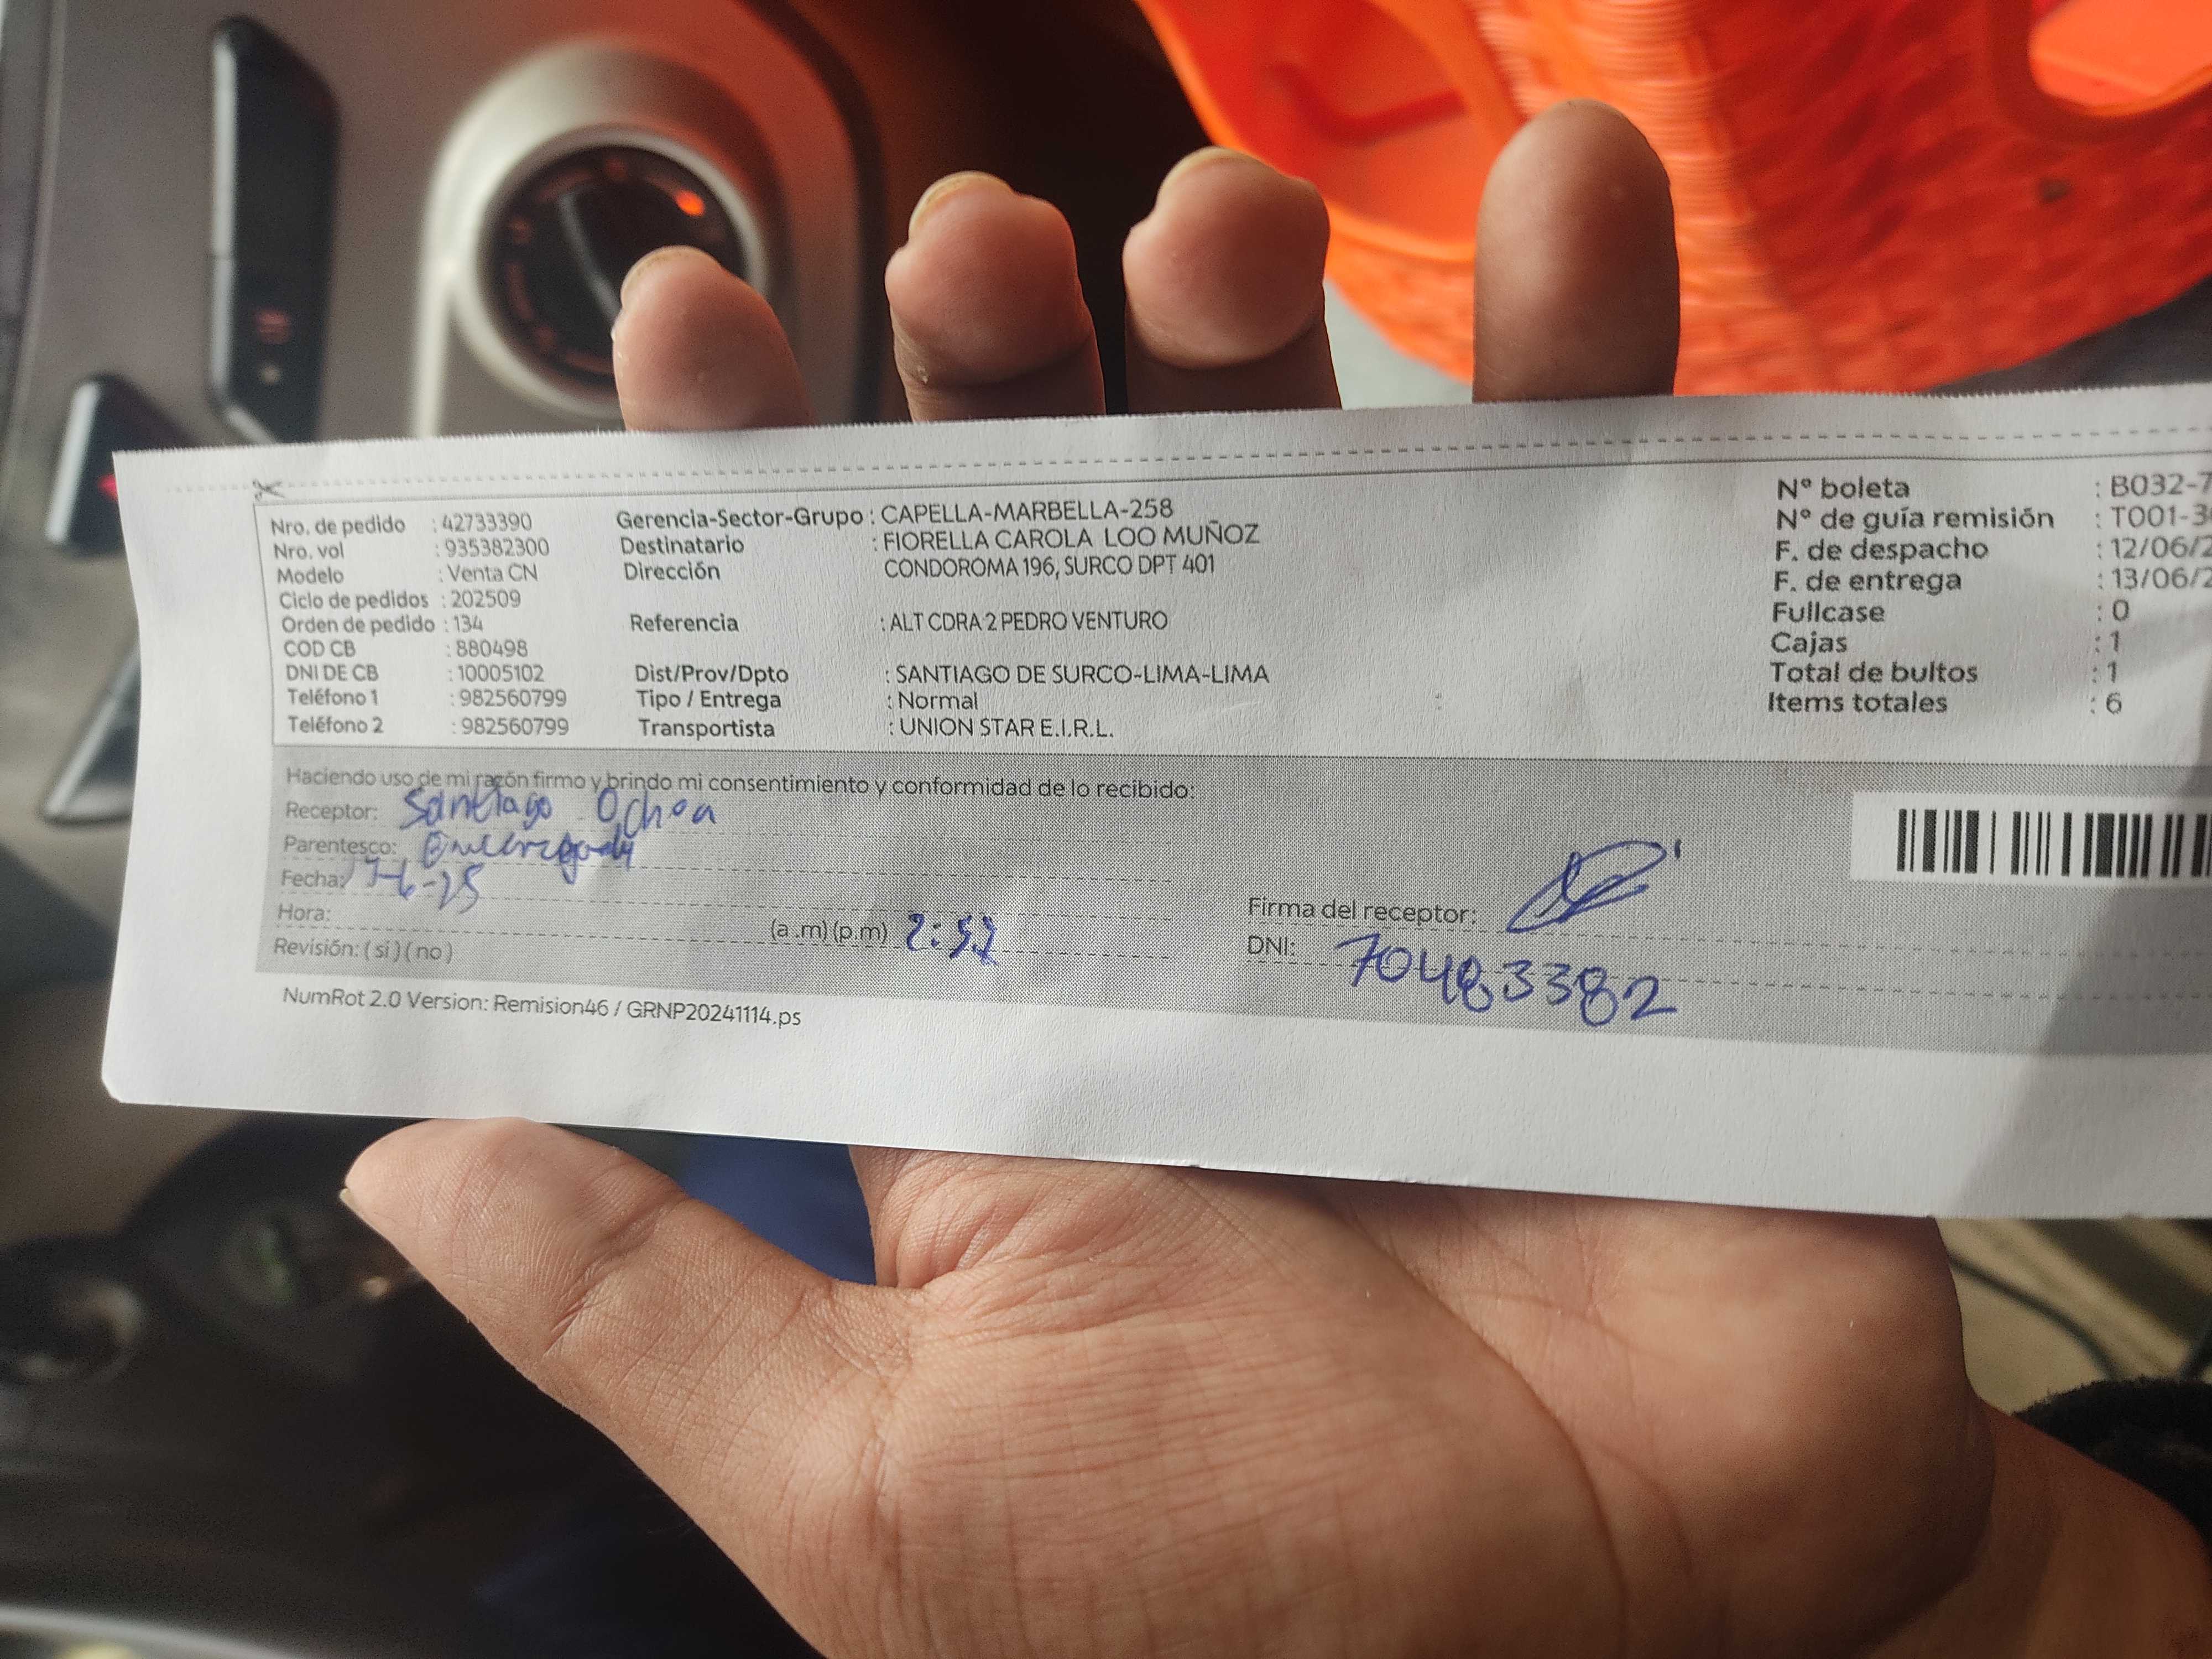 Nro. de pedido : 42733390
Nro. vol : 935382300
Modelo : Venta CN
Ciclo de pedidos : 202509
Orden de pedido : 134
COD CB : 880498
DNI DE CB : 10005102
Teléfono 1 : 982560799
Teléfono 2 : 982560799
Gerencia-Sector-Grupo : CAPELLA-MARBELLA-258
Destinatario : FIORELLA CAROLA LOO MUÑOZ
Dirección CONDOROMA 196, SURCO DPT 401
Referencia : ALT CDRA 2 PEDRO VENTURO
Dist/Prov/Dpto : SANTIAGO DE SURCO-LIMA-LIMA
Tipo / Entrega : Normal
Transportista : UNION STAR E.I.R.L.
Nº boleta : B032-7
Nº de guía remisión : T001-3
F. de despacho : 12/06/2
F. de entrega : 13/06/2
Fullcase : 0
Cajas : 1
Total de bultos : 1
Items totales : 6
Haciendo uso de mi razón firmo y brindo mi consentimiento y conformidad de lo recibido:
Receptor: Santiago Ochoa
Parentesco:
Fecha:
Hora: (a.m) (p.m)
Revisión: ( si ) ( no )
Firma del receptor:
DNI: 70483382
NumRot 2.0 Version: Remision46 / GRNP20241114.ps